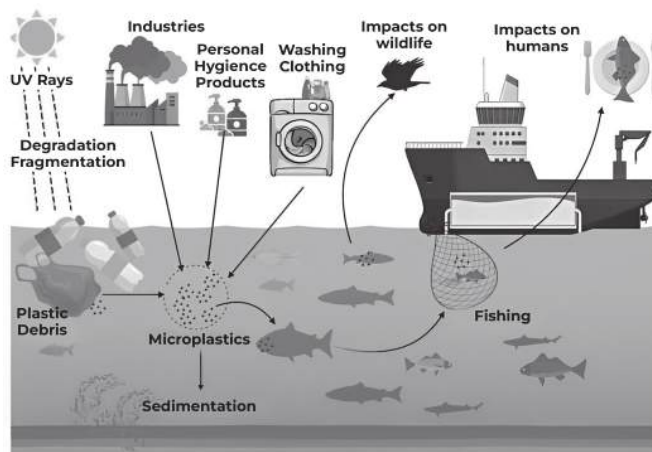 Industries
Impacts on
wildlife
Impacts on
humans
Personal
Hygience
Products
Washing
Clothing
UV Rays
Degradation
Fragmentation
Plastic
Debris
Microplastics
Fishing
Sedimentation